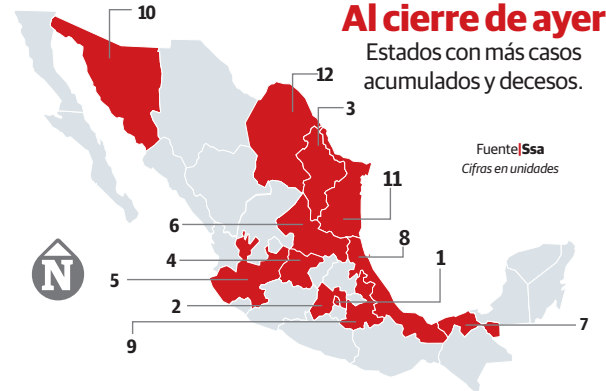 Al cierre de ayer
Estados con más casos
acumulados y decesos.
Fuente|Ssa
Cifras en unidades
10
12
3
11
6
8
4
1
5
2
7
9
N